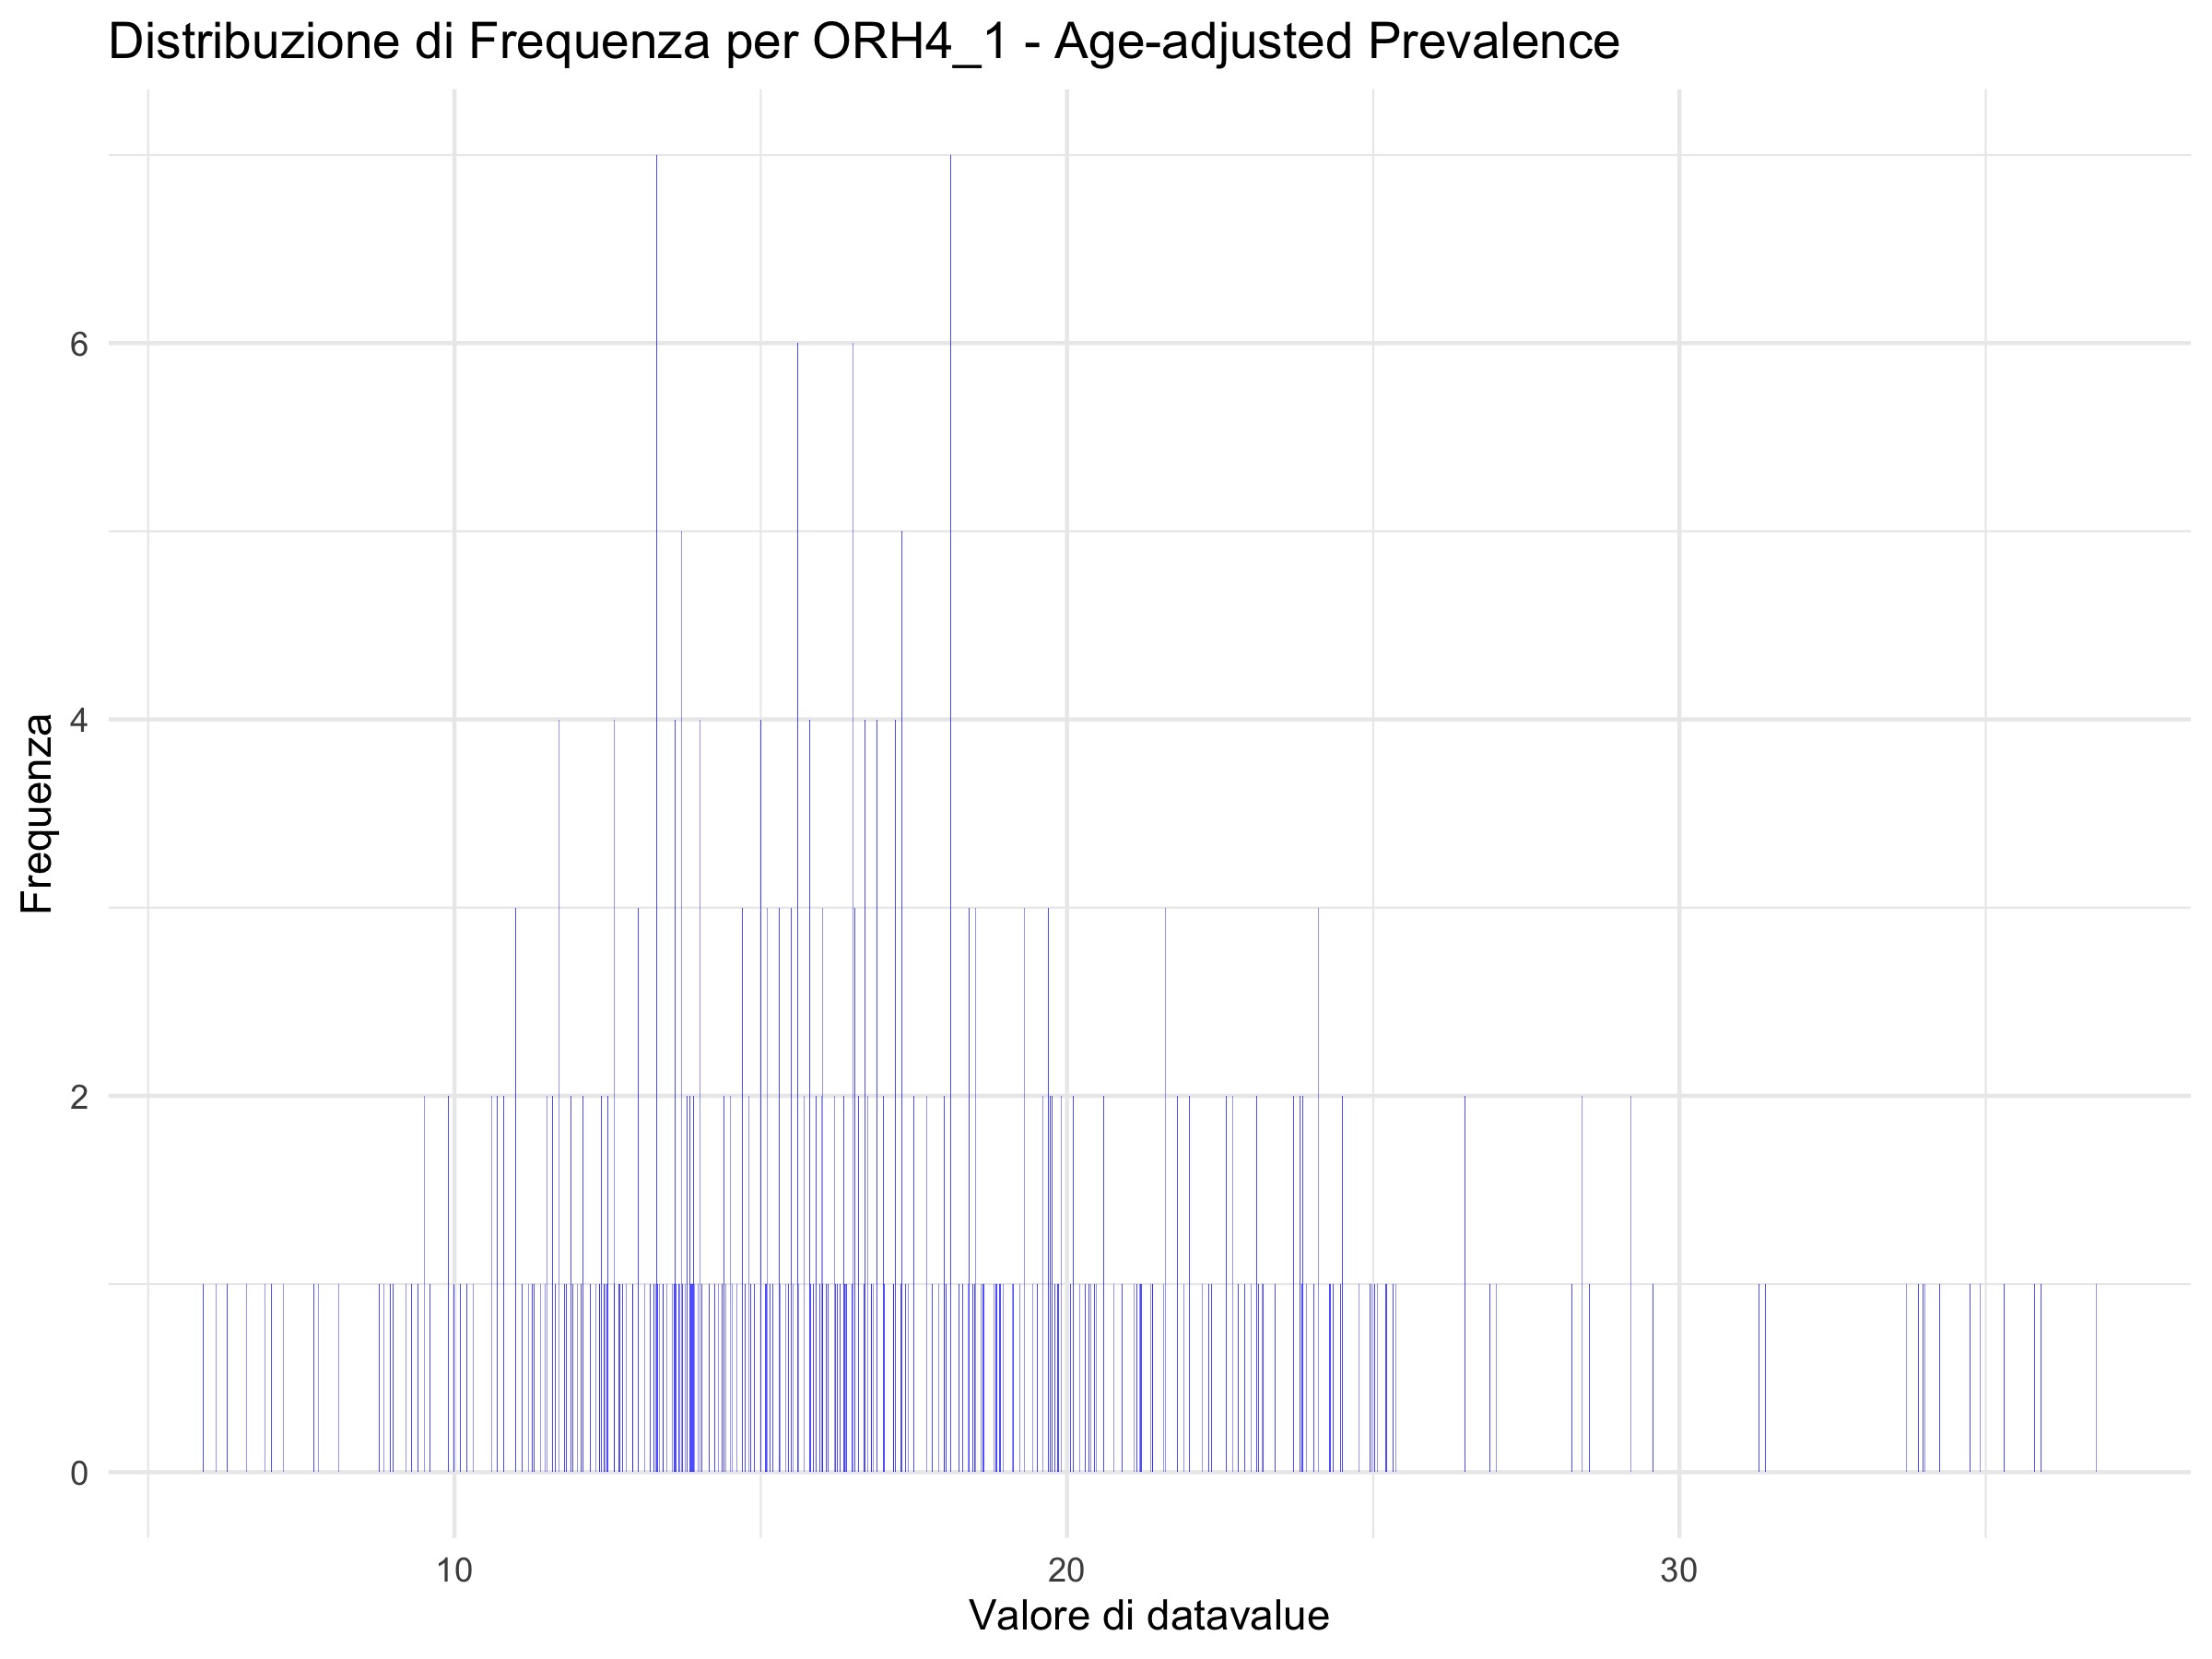 Distribuzione di Frequenza per ORH4_1 - Age-adjusted Prevalence
6
4
2
0
Frequenza
10 20 30
Valore di datavalue